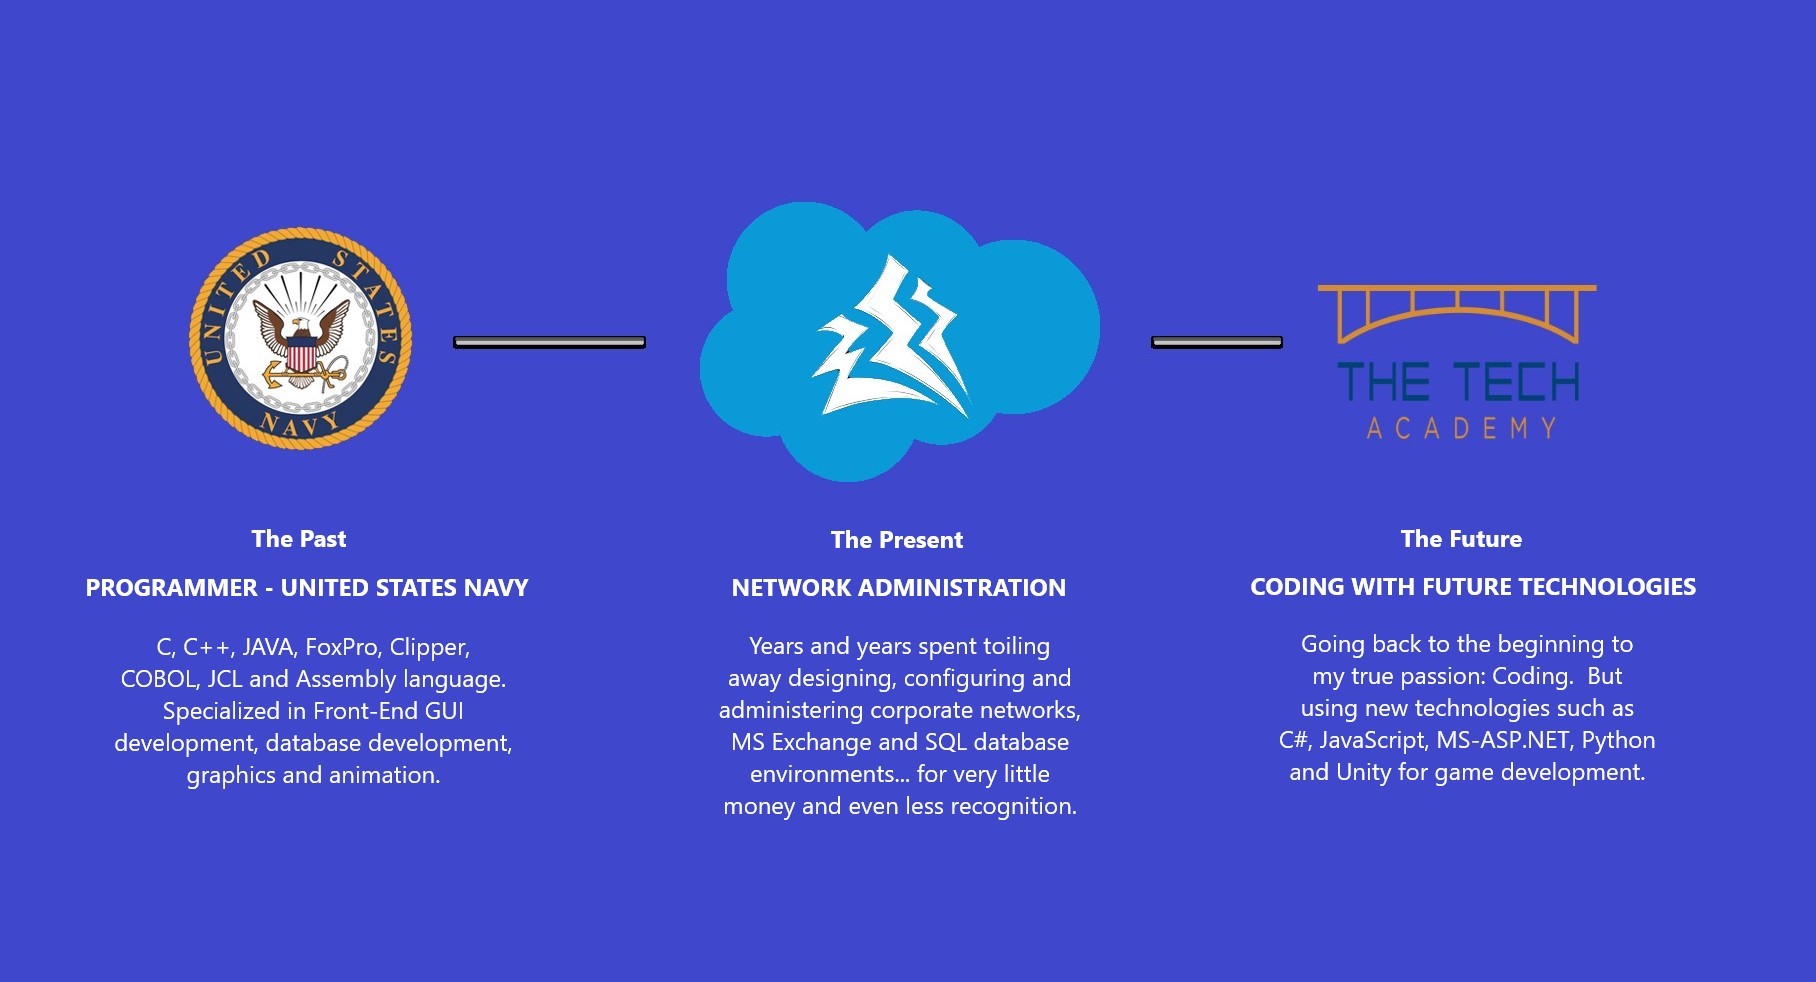 UNITED STATES
NAVY
THE TECH
ACADEMY
The Past
PROGRAMMER - UNITED STATES NAVY
C, C++, JAVA, FoxPro, Clipper,
COBOL, JCL and Assembly language.
Specialized in Front-End GUI
development, database development,
graphics and animation.
The Present
NETWORK ADMINISTRATION
Years and years spent toiling
away designing, configuring and
administering corporate networks,
MS Exchange and SQL database
environments... for very little
money and even less recognition.
The Future
CODING WITH FUTURE TECHNOLOGIES
Going back to the beginning to
my true passion: Coding.  But
using new technologies such as
C#, JavaScript, MS-ASP.NET, Python
and Unity for game development.